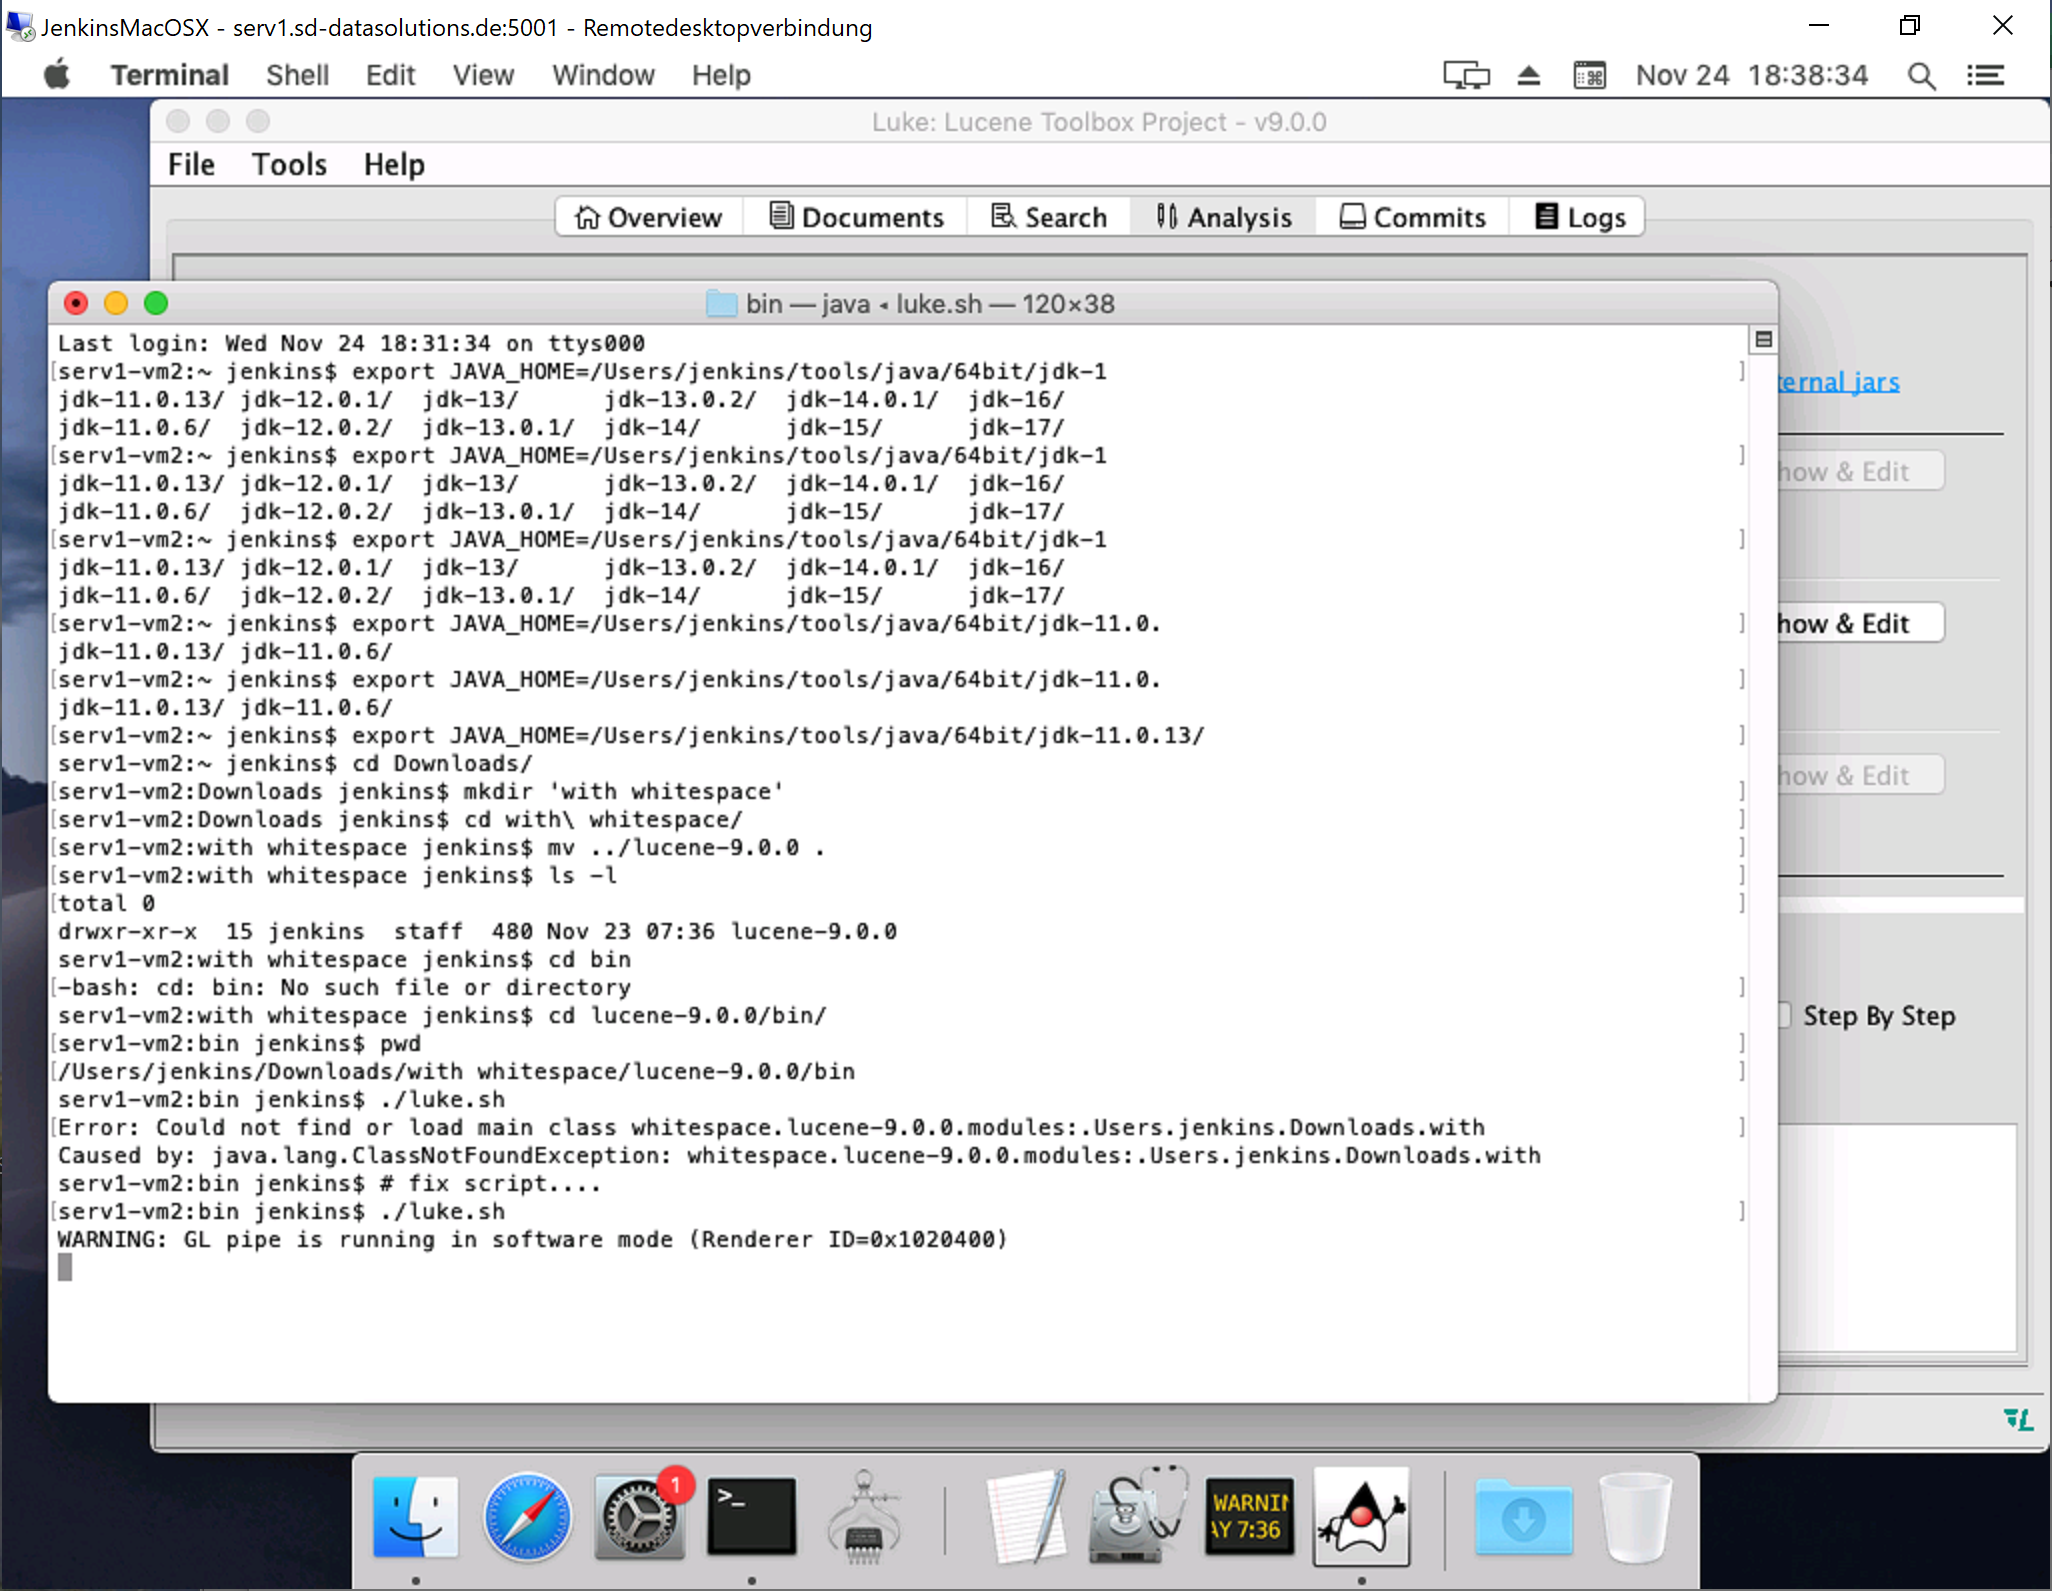 JenkinsMacOSX - serv1.sd-datasolutions.de:5001 - Remotedesktopverbindung
Terminal Shell Edit View Window Help Nov 24 18:38:34
Luke: Lucene Toolbox Project - v9.0.0
File Tools Help
Overview Documents Search Analysis Commits Logs
bin — java ◂ luke.sh — 120×38
Last login: Wed Nov 24 18:31:34 on ttys000
[serv1-vm2:~ jenkins$ export JAVA_HOME=/Users/jenkins/tools/java/64bit/jdk-1 ]
jdk-11.0.13/ jdk-12.0.1/ jdk-13/ jdk-13.0.2/ jdk-14.0.1/ jdk-16/
jdk-11.0.6/ jdk-12.0.2/ jdk-13.0.1/ jdk-14/ jdk-15/ jdk-17/
[serv1-vm2:~ jenkins$ export JAVA_HOME=/Users/jenkins/tools/java/64bit/jdk-1 ]
jdk-11.0.13/ jdk-12.0.1/ jdk-13/ jdk-13.0.2/ jdk-14.0.1/ jdk-16/
jdk-11.0.6/ jdk-12.0.2/ jdk-13.0.1/ jdk-14/ jdk-15/ jdk-17/
[serv1-vm2:~ jenkins$ export JAVA_HOME=/Users/jenkins/tools/java/64bit/jdk-1 ]
jdk-11.0.13/ jdk-12.0.1/ jdk-13/ jdk-13.0.2/ jdk-14.0.1/ jdk-16/
jdk-11.0.6/ jdk-12.0.2/ jdk-13.0.1/ jdk-14/ jdk-15/ jdk-17/
[serv1-vm2:~ jenkins$ export JAVA_HOME=/Users/jenkins/tools/java/64bit/jdk-11.0. ]
jdk-11.0.13/ jdk-11.0.6/
[serv1-vm2:~ jenkins$ export JAVA_HOME=/Users/jenkins/tools/java/64bit/jdk-11.0. ]
jdk-11.0.13/ jdk-11.0.6/
[serv1-vm2:~ jenkins$ export JAVA_HOME=/Users/jenkins/tools/java/64bit/jdk-11.0.13/ ]
serv1-vm2:~ jenkins$ cd Downloads/
[serv1-vm2:Downloads jenkins$ mkdir 'with whitespace' ]
[serv1-vm2:Downloads jenkins$ cd with\ whitespace/ ]
[serv1-vm2:with whitespace jenkins$ mv ../lucene-9.0.0 . ]
[serv1-vm2:with whitespace jenkins$ ls -l ]
[total 0 ]
drwxr-xr-x 15 jenkins staff 480 Nov 23 07:36 lucene-9.0.0
serv1-vm2:with whitespace jenkins$ cd bin
[-bash: cd: bin: No such file or directory ]
serv1-vm2:with whitespace jenkins$ cd lucene-9.0.0/bin/
[serv1-vm2:bin jenkins$ pwd ]
[/Users/jenkins/Downloads/with whitespace/lucene-9.0.0/bin ]
serv1-vm2:bin jenkins$ ./luke.sh
[Error: Could not find or load main class whitespace.lucene-9.0.0.modules:.Users.jenkins.Downloads.with ]
Caused by: java.lang.ClassNotFoundException: whitespace.lucene-9.0.0.modules:.Users.jenkins.Downloads.with
serv1-vm2:bin jenkins$ # fix script....
[serv1-vm2:bin jenkins$ ./luke.sh ]
WARNING: GL pipe is running in software mode (Renderer ID=0x1020400)
ternal jars
how & Edit
how & Edit
how & Edit
Step By Step
1
>_
WARNIN
AY 7:36